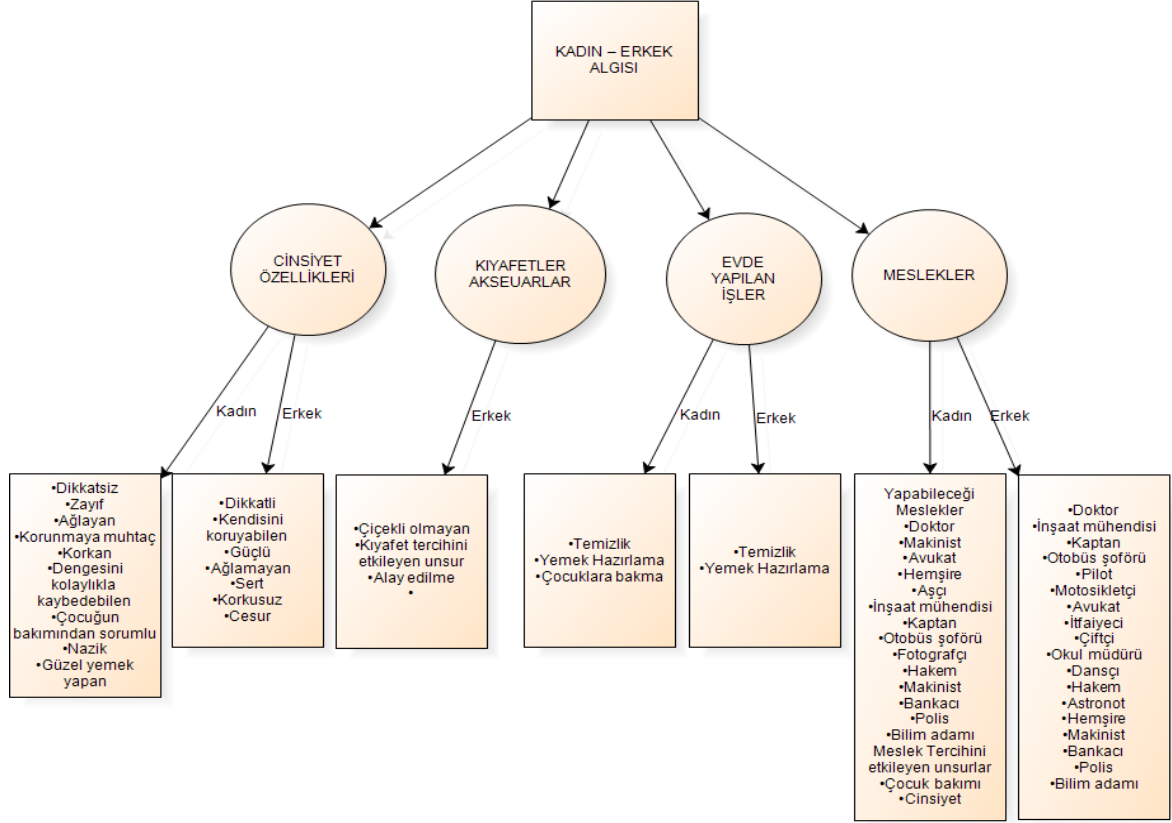 KADIN – ERKEK
ALGISI
CİNSİYET
ÖZELLİKLERİ
KIYAFETLER
AKSEUARLAR
EVDE
YAPILAN
İŞLER
MESLEKLER
Kadın
Erkek
Erkek
Kadın
Erkek
Kadın
Erkek
•Dikkatsiz
•Zayıf
•Ağlayan
•Korunmaya muhtaç
•Korkan
•Dengesini
kolaylıkla
kaybedebilen
•Çocuğun
bakımından sorumlu
•Nazik
•Güzel yemek
yapan
•Dikkatli
•Kendisini
koruyabilen
•Güçlü
•Ağlamayan
•Sert
•Korkusuz
•Cesur
•Çiçekli olmayan
•Kıyafet tercihini
etkileyen unsur
•Alay edilme
•
•Temizlik
•Yemek Hazırlama
•Çocuklara bakma
•Temizlik
•Yemek Hazırlama
Yapabileceği
Meslekler
•Doktor
•Makinist
•Avukat
•Hemşire
•Aşçı
•İnşaat mühendisi
•Kaptan
•Otobüs şoförü
•Fotografçı
•Hakem
•Makinist
•Bankacı
•Polis
•Bilim adamı
Meslek Tercihini
etkileyen unsurlar
•Çocuk bakımı
•Cinsiyet
•Doktor
•İnşaat mühendisi
•Kaptan
•Otobüs şoförü
•Pilot
•Motosikletçi
•Avukat
•İtfaiyeci
•Çiftçi
•Okul müdürü
•Dansçı
•Hakem
•Astronot
•Hemşire
•Makinist
•Bankacı
•Polis
•Bilim adamı